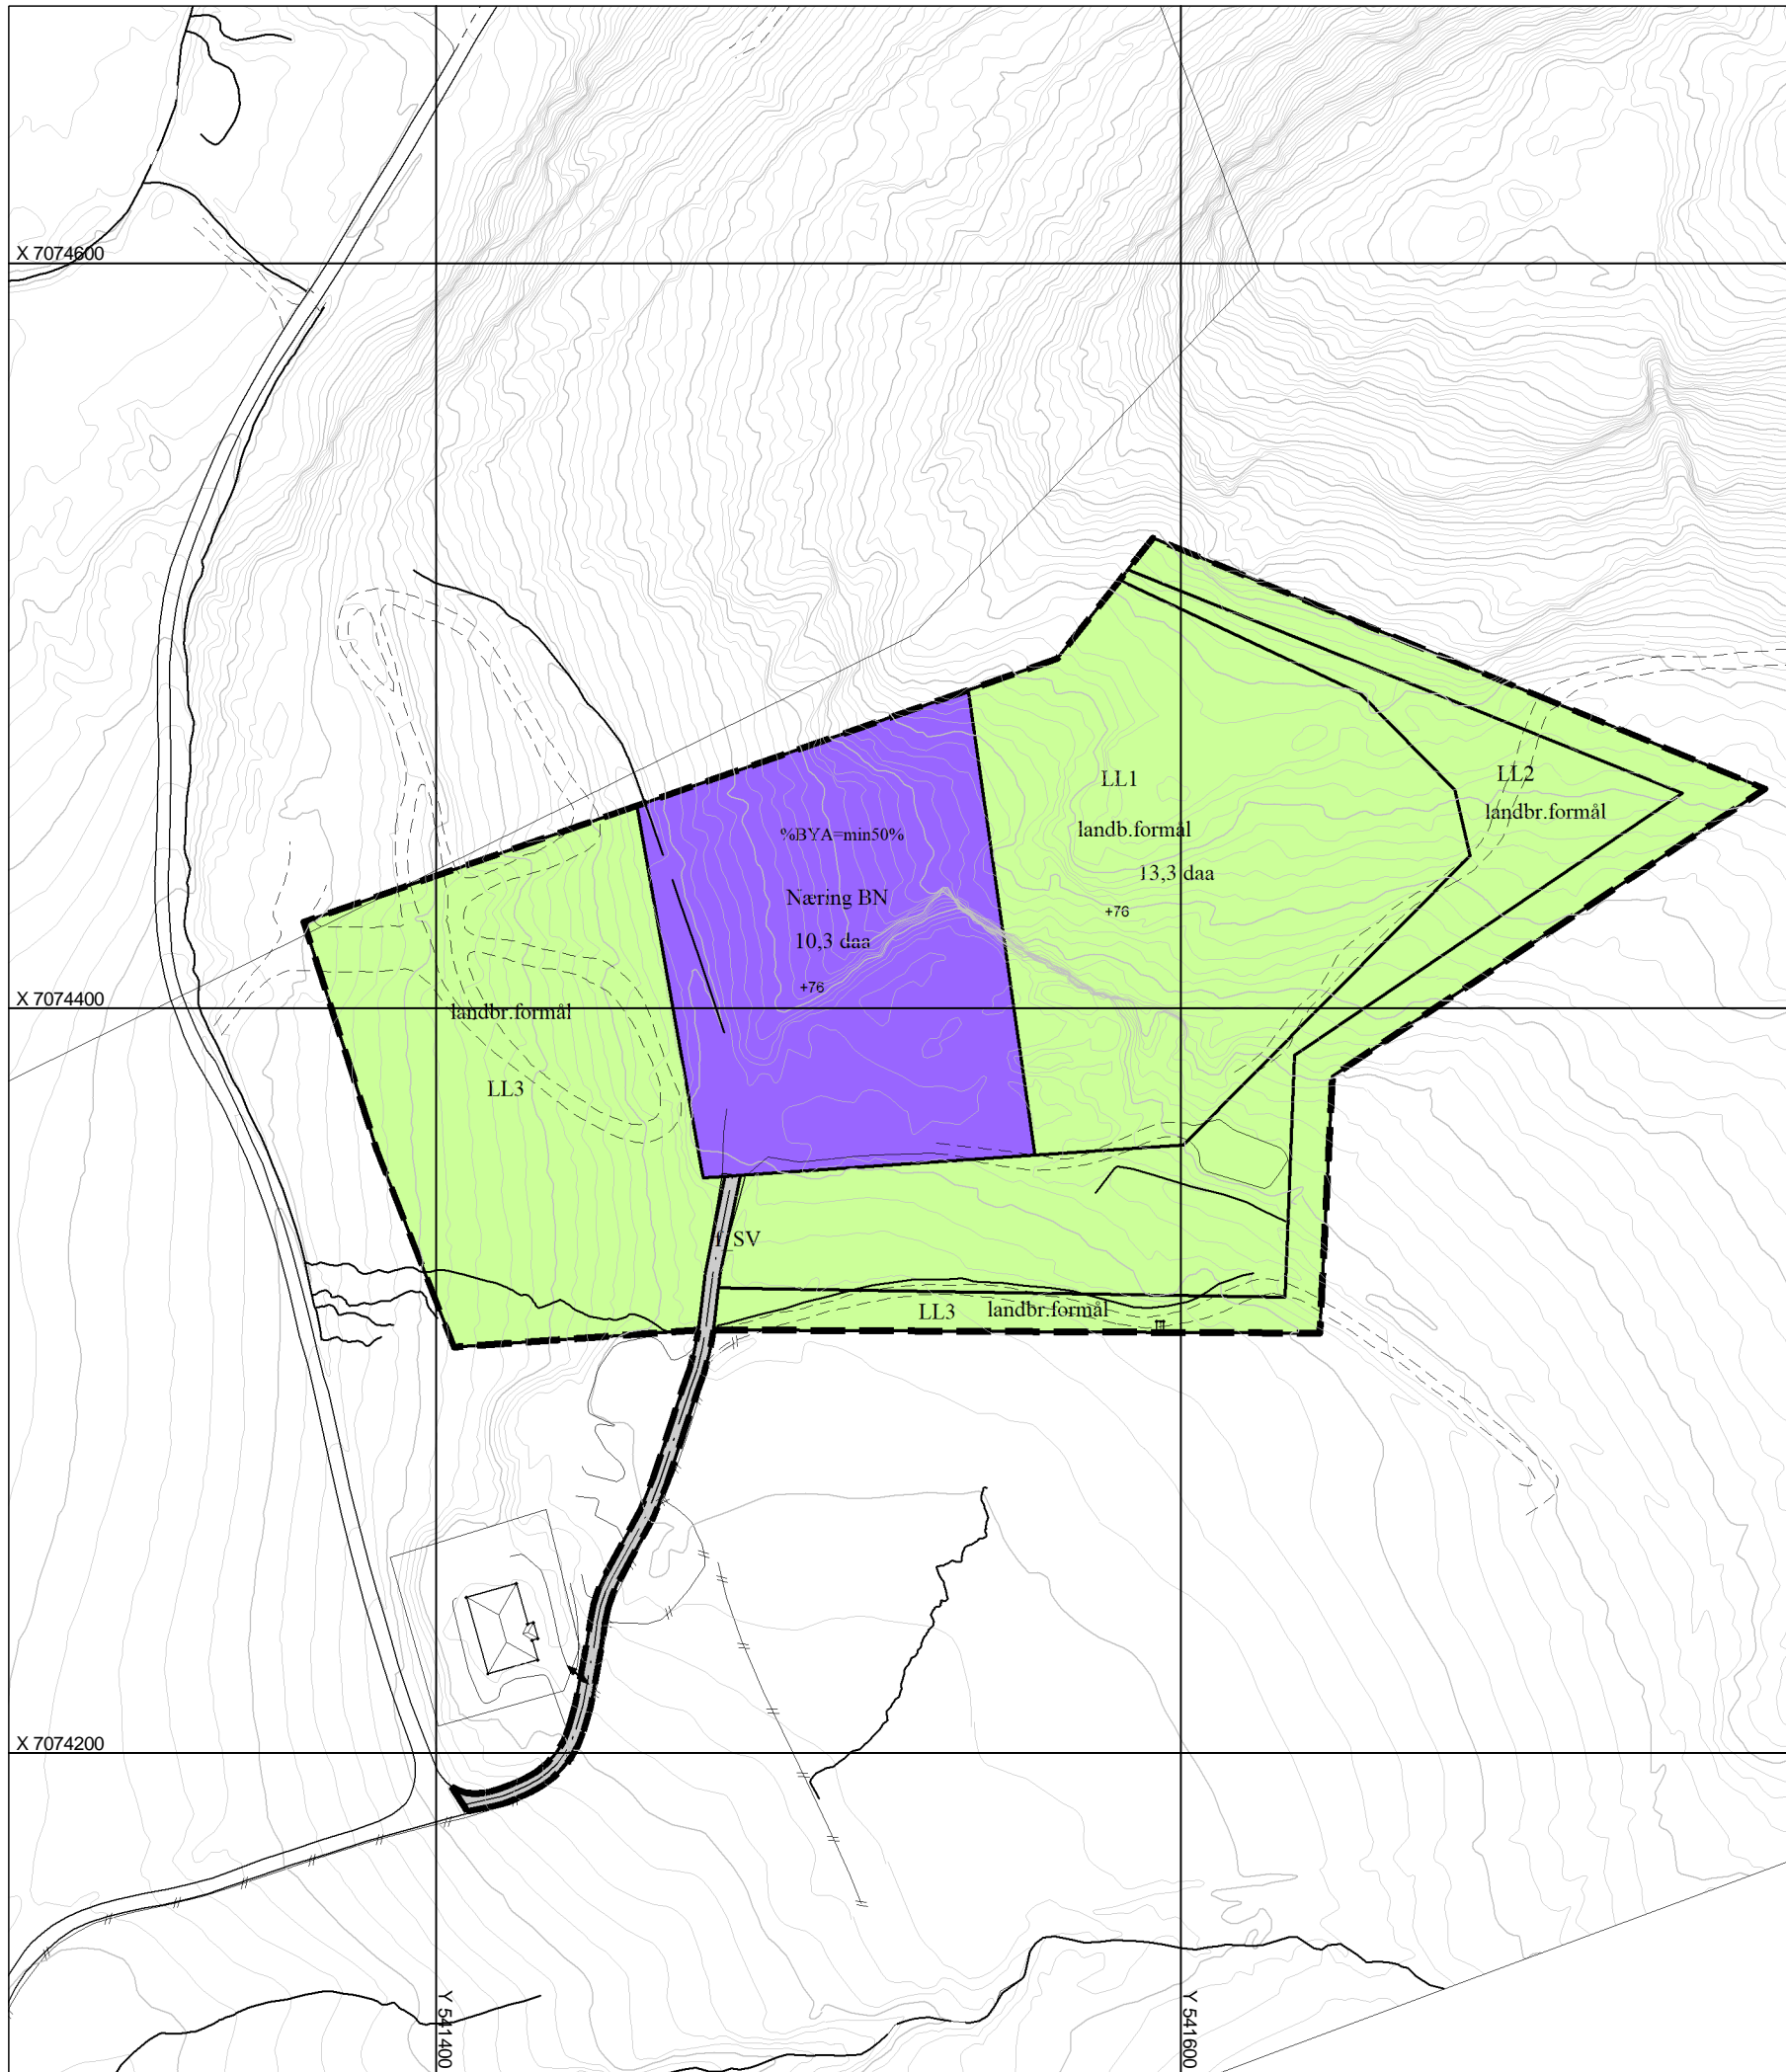 X 7074600
LL1
LL2
landbr.formål
landb.formål
%BYA=min50%
13,3 daa
Næring BN
+76
10,3 daa
+76
X 7074400
landbr.formål
LL3
f_SV
LL3 landbr.formål
X 7074200
Y 541400
Y 541600